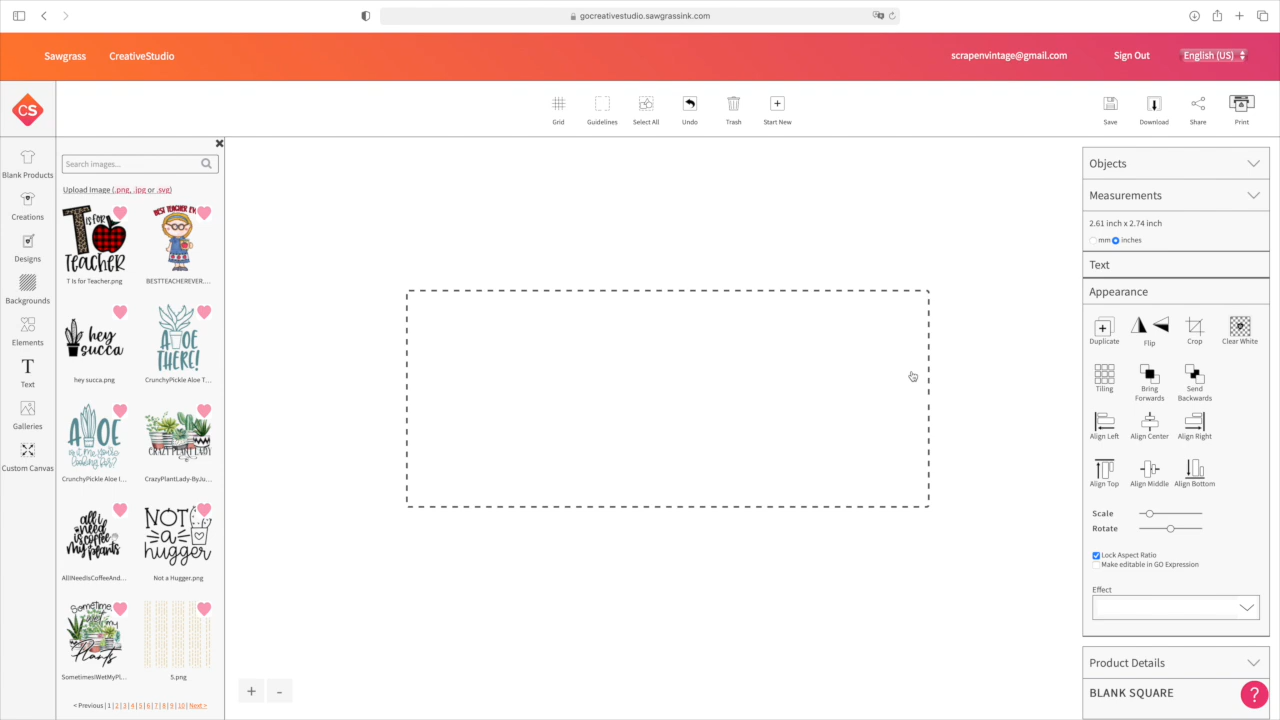 gocreativestudio.sawgrassink.com
Sawgrass
CreativeStudio
scrapenvintage@gmail.com
Sign Out
English (US)
CS
Grid
Guidelines
Select All
Undo
Trash
Start New
Save
Download
Share
Print
Blank Products
Creations
Designs
Backgrounds
Elements
T
Text
Galleries
Custom Canvas
Search images...
Upload Image (.png, .jpg or .svg)
T IS FOR
TEACHER
T Is for Teacher.png
BEST TEACHER EV
BESTTEACHEREVER....
hey
succa
hey succa.png
ALOE
THERE!
CrunchyPickle Aloe T...
ALOE
CrunchyPickle Aloe I...
CRAZY PLANT LADY
CrazyPlantLady-ByJu...
all i
need
is coffee
my plants
AllINeedIsCoffeeAnd...
NOT
a
hugger
Not a Hugger.png
Sometimes
I wet my
Plants
SometimesIWetMyPl...
5.png
< Previous | 1 | 2 | 3 | 4 | 5 | 6 | 7 | 8 | 9 | 10 | Next >
+
-
Objects
Measurements
2.61 inch x 2.74 inch
mm
inches
Text
Appearance
Duplicate
Flip
Crop
Clear White
Tiling
Bring
Forwards
Send
Backwards
Align Left
Align Center
Align Right
Align Top
Align Middle
Align Bottom
Scale
Rotate
Lock Aspect Ratio
Make editable in GO Expression
Effect
Product Details
BLANK SQUARE
?